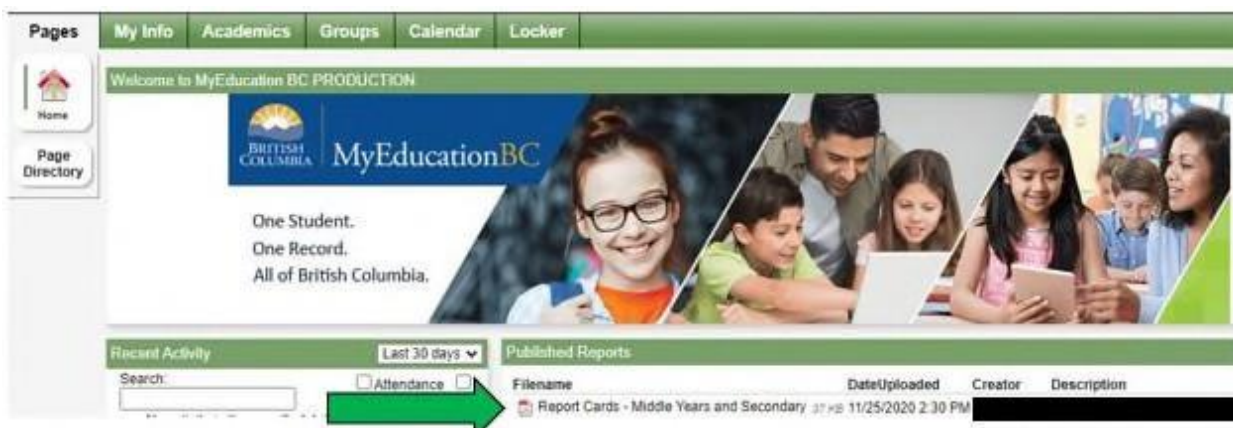 Pages
My Info Academics Groups Calendar Locker
Home
Page
Directory
Welcome to MyEducation BC PRODUCTION
BRITISH
COLUMBIA
MyEducationBC
One Student.
One Record.
All of British Columbia.
Recent Activity Last 30 days
Published Reports
Search:
Attendance
Filename DateUploaded Creator Description
Report Cards - Middle Years and Secondary 37 KB 11/25/2020 2:30 PM